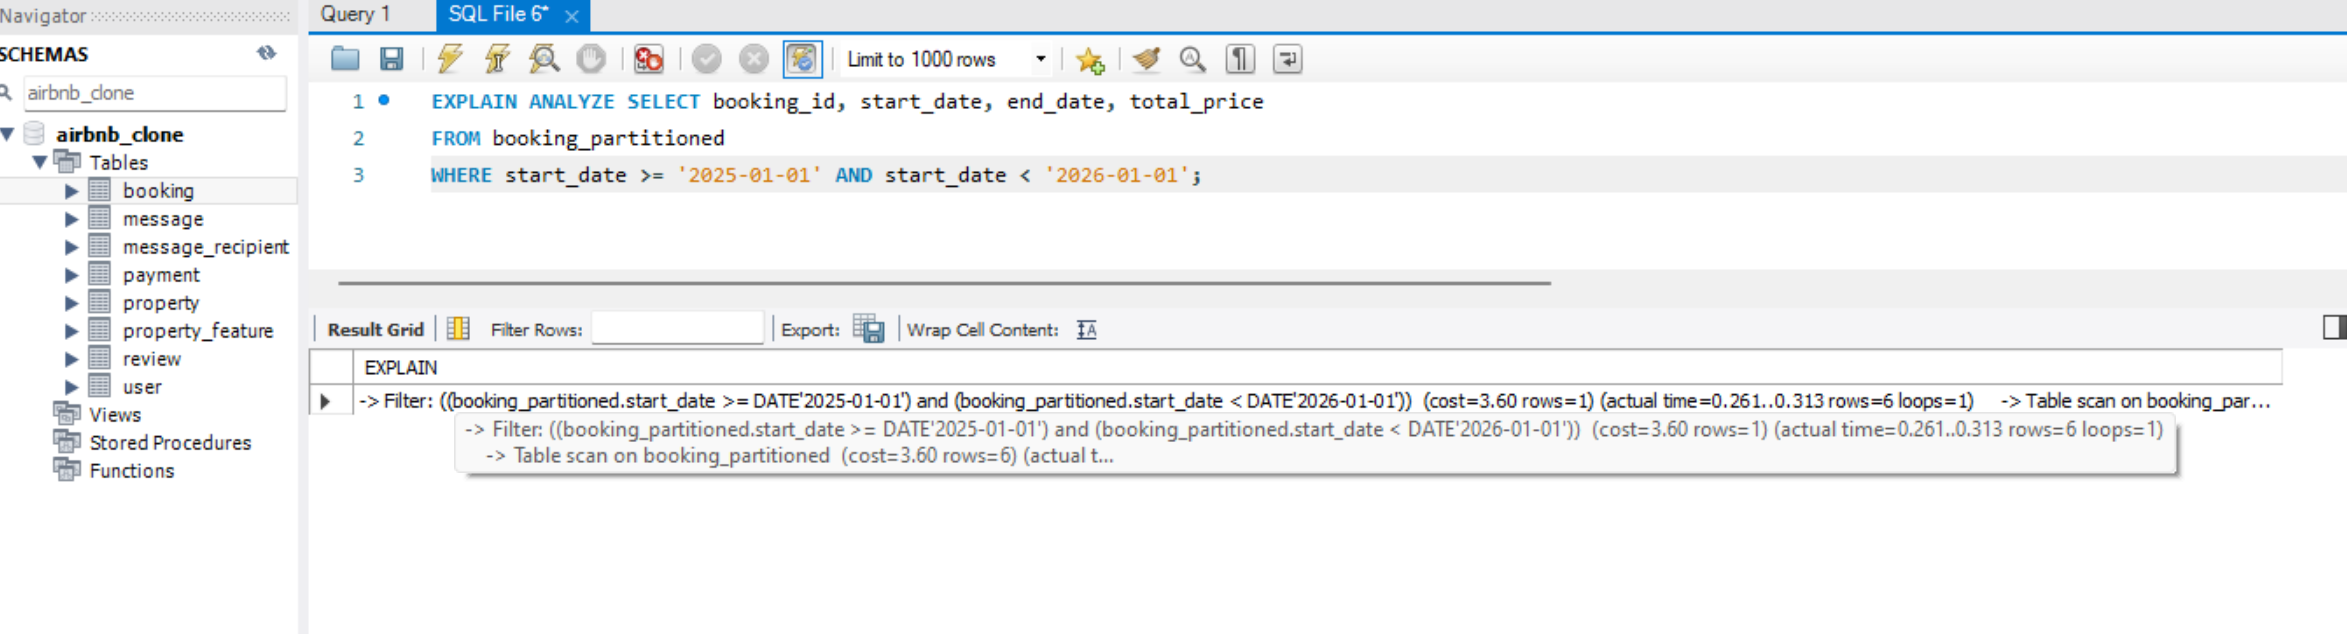 Navigator
SCHEMAS
airbnb_clone
airbnb_clone
Tables
booking
message
message_recipient
payment
property
property_feature
review
user
Views
Stored Procedures
Functions
Query 1
SQL File 6*
Limit to 1000 rows
1 EXPLAIN ANALYZE SELECT booking_id, start_date, end_date, total_price
2 FROM booking_partitioned
3 WHERE start_date >= '2025-01-01' AND start_date < '2026-01-01';
Result Grid Filter Rows: Export: Wrap Cell Content:
EXPLAIN
-> Filter: ((booking_partitioned.start_date >= DATE'2025-01-01') and (booking_partitioned.start_date < DATE'2026-01-01')) (cost=3.60 rows=1) (actual time=0.261..0.313 rows=6 loops=1) -> Table scan on booking_par...
-> Filter: ((booking_partitioned.start_date >= DATE'2025-01-01') and (booking_partitioned.start_date < DATE'2026-01-01')) (cost=3.60 rows=1) (actual time=0.261..0.313 rows=6 loops=1)
-> Table scan on booking_partitioned (cost=3.60 rows=6) (actual t...